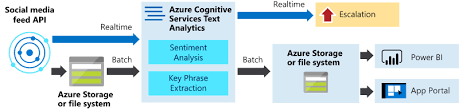 Social media
feed API
Realtime
Azure Cognitive
Services Text
Analytics
Realtime
Escalation
Sentiment
Analysis
Batch
Azure Storage
or file system
Key Phrase
Extraction
Batch
Azure Storage
or file system
Power BI
App Portal